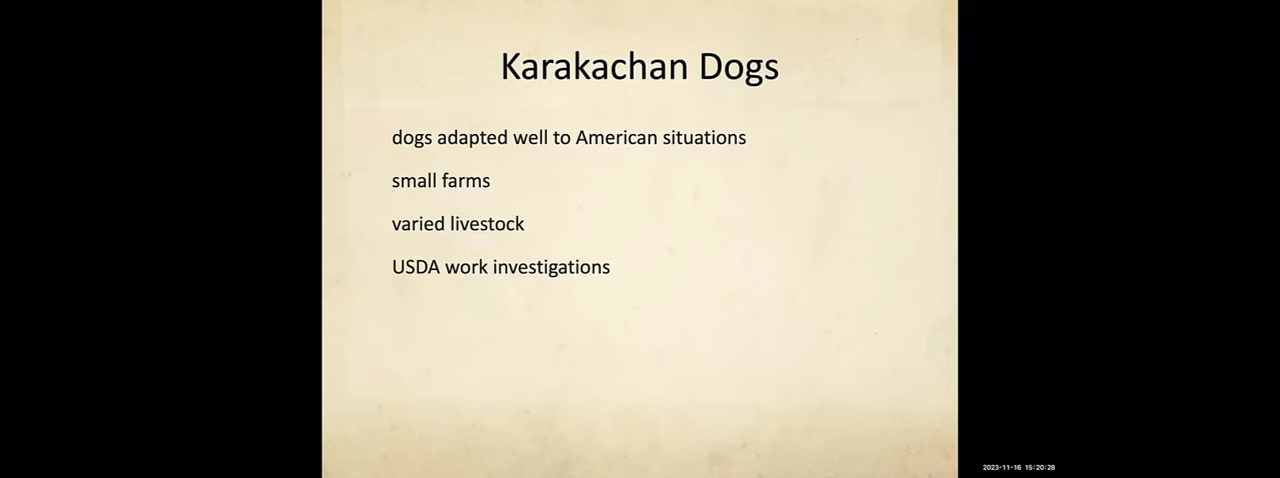 Karakachan Dogs
dogs adapted well to American situations
small farms
varied livestock
USDA work investigations
2023-11-16 15:20:28